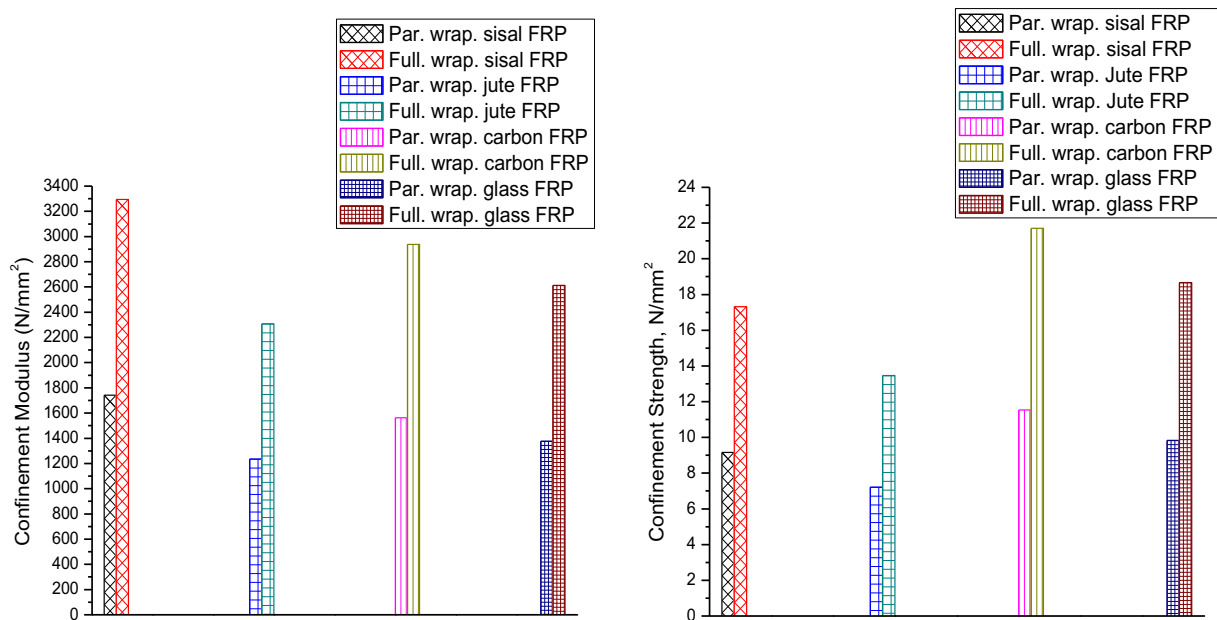 Par. wrap. sisal FRP
Full. wrap. sisal FRP
Par. wrap. jute FRP
Full. wrap. jute FRP
Par. wrap. carbon FRP
Full. wrap. carbon FRP
Par. wrap. glass FRP
Full. wrap. glass FRP
Confinement Modulus (N/mm²)
3400
3200
3000
2800
2600
2400
2200
2000
1800
1600
1400
1200
1000
800
600
400
200
0
Par. wrap. sisal FRP
Full. wrap. sisal FRP
Par. wrap. Jute FRP
Full. wrap. Jute FRP
Par. wrap. carbon FRP
Full. wrap. carbon FRP
Par. wrap. glass FRP
Full. wrap. glass FRP
Confinement Strength, N/mm²
24
22
20
18
16
14
12
10
8
6
4
2
0